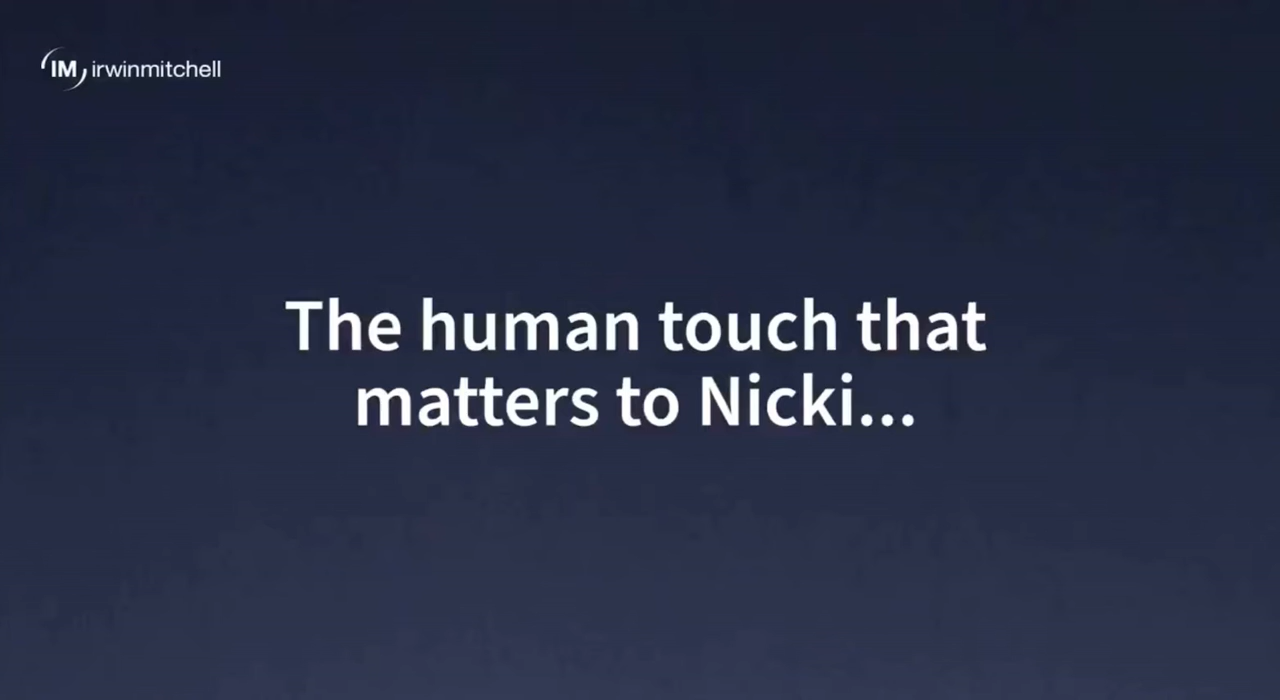 IM irwinmitchell
The human touch that
matters to Nicki...